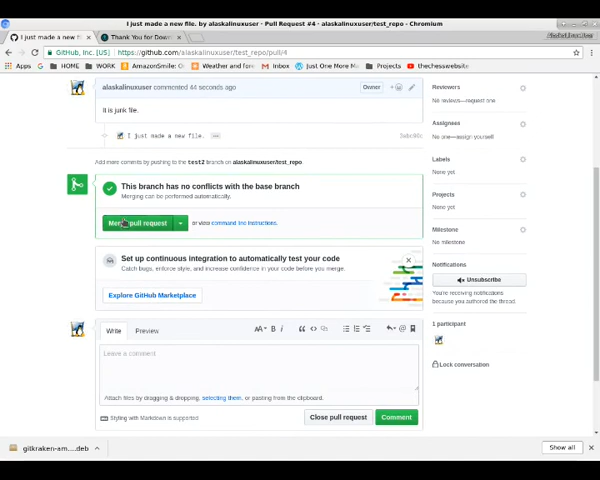 I just made a new file. by alaskalinuxuser · Pull Request #4 · alaskalinuxuser/test_repo - Chromium
I just made a new file. b × Thank You for Down ×
GitHub, Inc. [US] https://github.com/alaskalinuxuser/test_repo/pull/4
Apps HOME WORK AmazonSmile: G Weather and for Inbox Just One More M Projects thechesswebsite
alaskalinuxuser commented 44 seconds ago Owner
It is junk file.
I just made a new file. ...
Add more commits by pushing to the test2 branch on alaskalinuxuser/test_repo.
This branch has no conflicts with the base branch
Merging can be performed automatically.
Merge pull request or view command line instructions.
Set up continuous integration to automatically test your code
Catch bugs, enforce style, and increase confidence in your code before you merge.
Explore GitHub Marketplace
Write Preview AA B i
Leave a comment
Attach files by dragging & dropping, selecting them, or pasting from the clipboard.
Styling with Markdown is supported Close pull request Comment
Reviewers
No reviews—request one
Assignees
No one—assign yourself
Labels
None yet
Projects
None yet
Milestone
No milestone
Notifications
Unsubscribe
You're receiving notifications
because you authored the thread.
1 participant
Lock conversation
gitkraken-am....deb Show all